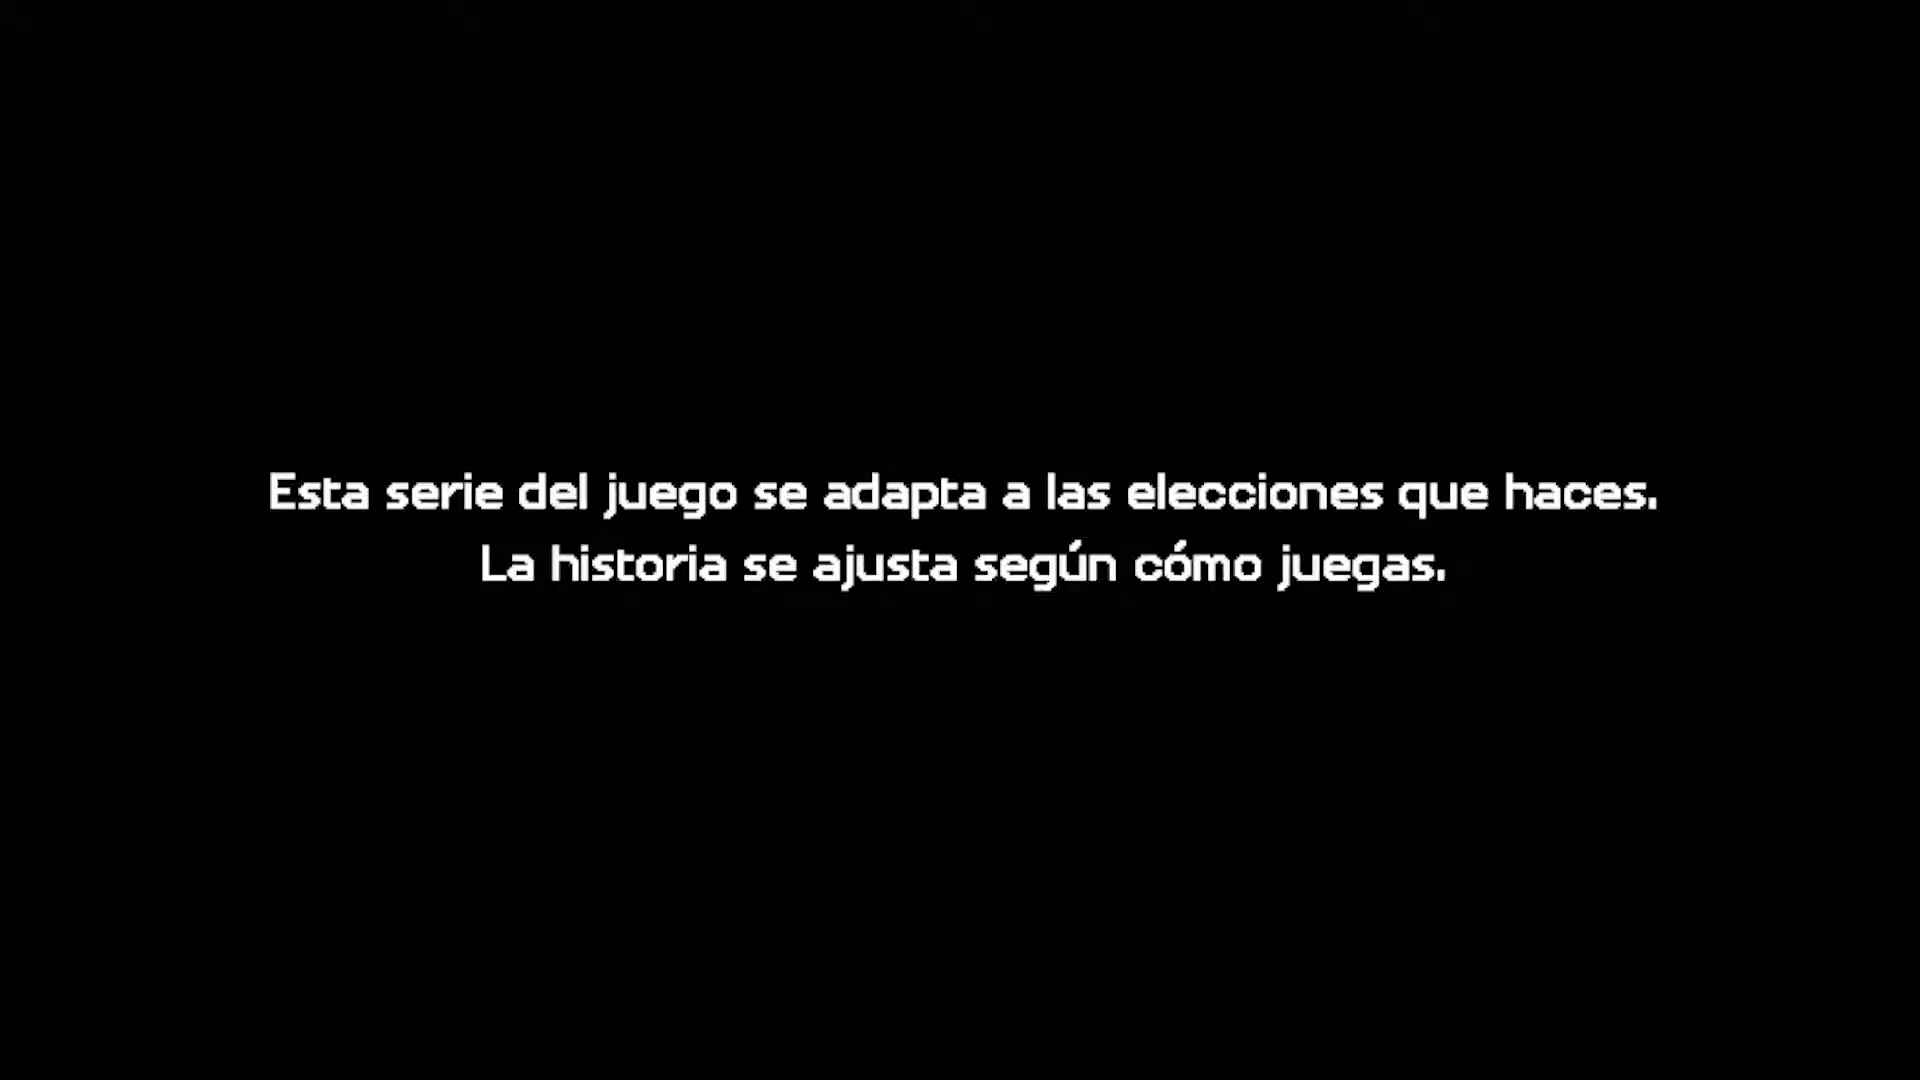 Esta serie del juego se adapta a las elecciones que haces.
La historia se ajusta según cómo juegas.